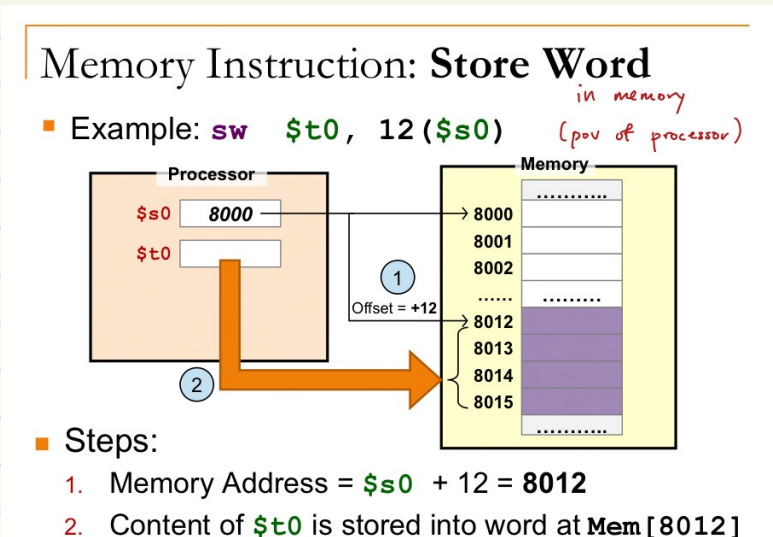 Memory Instruction: Store Word
in memory
Example: sw $t0, 12($s0)
(pov of processor)
Processor
Memory
...........
$s0 8000
8000
$t0
8001
8002
1
......
.........
Offset = +12
8012
8013
2
8014
8015
...........
Steps:
1. Memory Address = $s0 + 12 = 8012
2. Content of $t0 is stored into word at Mem[8012]